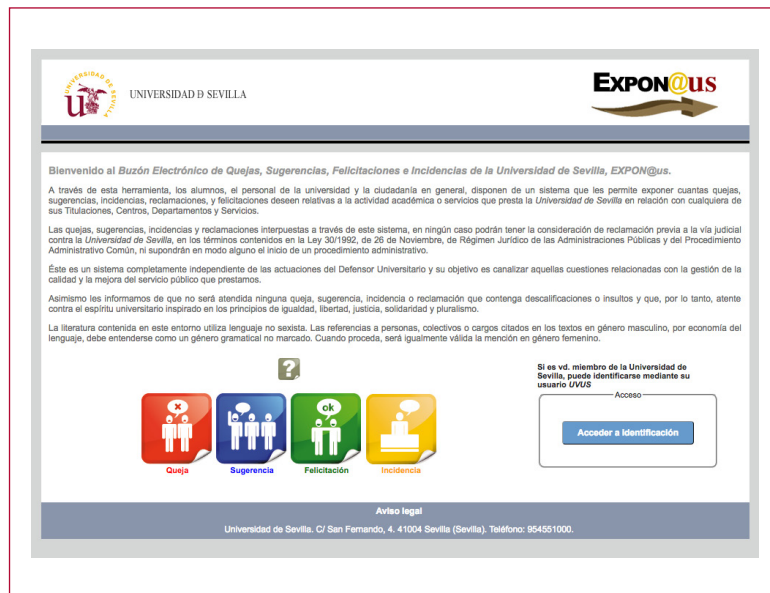 UNIVERSIDAD DE SEVILLA
UNIVERSIDAD Ð SEVILLA
EXPON@us
Bienvenido al Buzón Electrónico de Quejas, Sugerencias, Felicitaciones e Incidencias de la Universidad de Sevilla, EXPON@us.
A través de esta herramienta, los alumnos, el personal de la universidad y la ciudadanía en general, disponen de un sistema que les permite exponer cuantas quejas,
sugerencias, incidencias, reclamaciones, y felicitaciones deseen relativas a la actividad académica o servicios que presta la Universidad de Sevilla en relación con cualquiera de
sus Titulaciones, Centros, Departamentos y Servicios.
Las quejas, sugerencias, incidencias y reclamaciones interpuestas a través de este sistema, en ningún caso podrán tener la consideración de reclamación previa a la vía judicial
contra la Universidad de Sevilla, en los términos contenidos en la Ley 30/1992, de 26 de Noviembre, de Régimen Jurídico de las Administraciones Públicas y del Procedimiento
Administrativo Común, ni supondrán en modo alguno el inicio de un procedimiento administrativo.
Éste es un sistema completamente independiente de las actuaciones del Defensor Universitario y su objetivo es canalizar aquellas cuestiones relacionadas con la gestión de la
calidad y la mejora del servicio público que prestamos.
Asimismo les informamos de que no será atendida ninguna queja, sugerencia, incidencia o reclamación que contenga descalificaciones o insultos y que, por lo tanto, atente
contra el espíritu universitario inspirado en los principios de igualdad, libertad, justicia, solidaridad y pluralismo.
La literatura contenida en este entorno utiliza lenguaje no sexista. Las referencias a personas, colectivos o cargos citados en los textos en género masculino, por economía del
lenguaje, debe entenderse como un género gramatical no marcado. Cuando proceda, será igualmente válida la mención en género femenino.
?
ok
Queja
Sugerencia
Felicitación
Incidencia
Si es vd. miembro de la Universidad de
Sevilla, puede identificarse mediante su
usuario UVUS
Acceso
Acceder a identificación
Aviso legal
Universidad de Sevilla. C/ San Fernando, 4. 41004 Sevilla (Sevilla). Teléfono: 954551000.